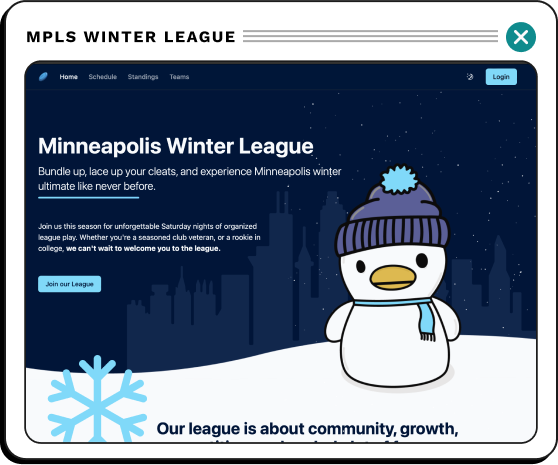 MPLS WINTER LEAGUE
Home Schedule Standings Teams Login
Minneapolis Winter League
Bundle up, lace up your cleats, and experience Minneapolis winter
ultimate like never before.
Join us this season for unforgettable Saturday nights of organized
league play. Whether you're a seasoned club veteran, or a rookie in
college, we can't wait to welcome you to the league.
Join our League
Our league is about community, growth,